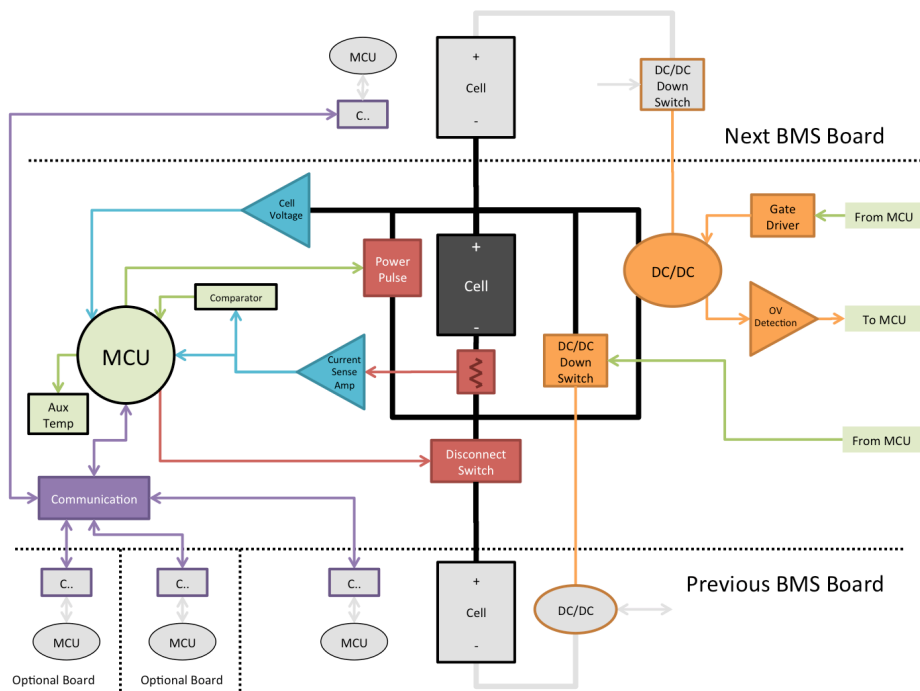 MCU
C..
+
Cell
-
DC/DC
Down
Switch
Next BMS Board
Cell
Voltage
Power
Pulse
Comparator
MCU
Aux
Temp
Current
Sense
Amp
+
Cell
-
DC/DC
Down
Switch
DC/DC
Gate
Driver
From MCU
OV
Detection
To MCU
From MCU
Disconnect
Switch
Communication
C..
MCU
Optional Board
C..
MCU
Optional Board
C..
MCU
+
Cell
-
DC/DC
Previous BMS Board